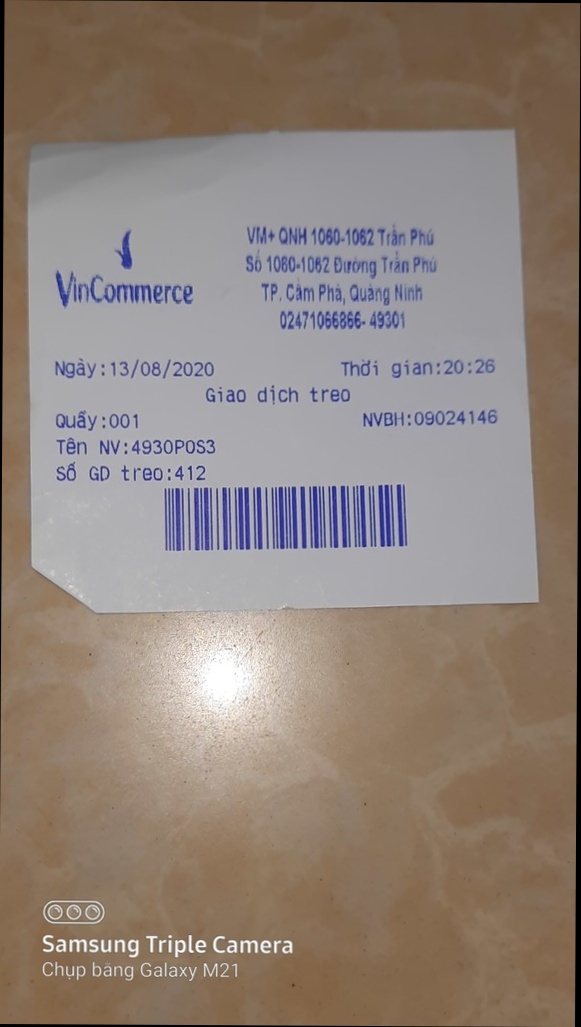 VinCommerce
VM+ QNH 1060-1062 Trần Phú
Số 1060-1062 Đường Trần Phú
TP. Cẩm Phả, Quảng Ninh
02471066866- 49301
Ngày:13/08/2020 Thời gian:20:26
Giao dịch treo
Quầy:001 NVBH:09024146
Tên NV:4930POS3
Số GD treo:412
Samsung Triple Camera
Chụp bằng Galaxy M21